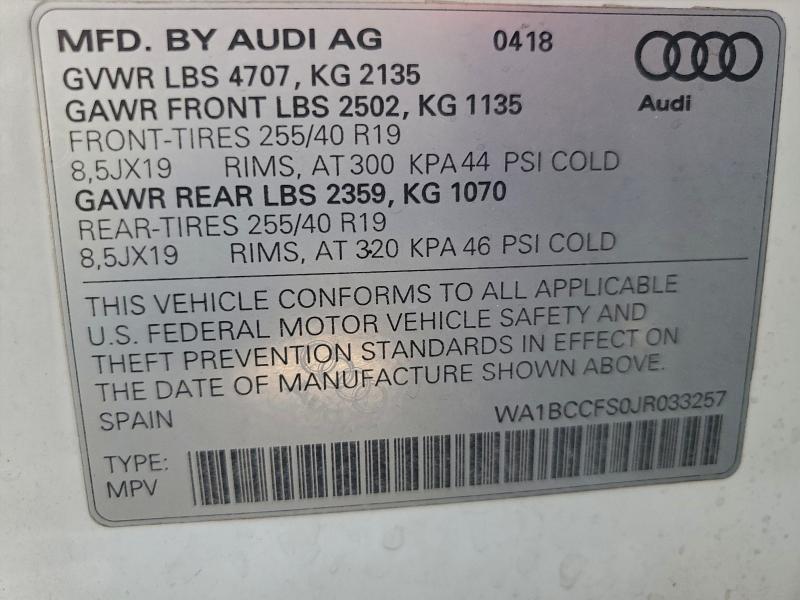 MFD. BY AUDI AG 0418
GVWR LBS 4707, KG 2135
GAWR FRONT LBS 2502, KG 1135
Audi
FRONT-TIRES 255/40 R19
8,5JX19 RIMS, AT 300 KPA 44 PSI COLD
GAWR REAR LBS 2359, KG 1070
REAR-TIRES 255/40 R19
8,5JX19 RIMS, AT 320 KPA 46 PSI COLD
THIS VEHICLE CONFORMS TO ALL APPLICABLE
U.S. FEDERAL MOTOR VEHICLE SAFETY AND
THEFT PREVENTION STANDARDS IN EFFECT ON
THE DATE OF MANUFACTURE SHOWN ABOVE.
SPAIN WA1BCCFS0JR033257
TYPE:
MPV